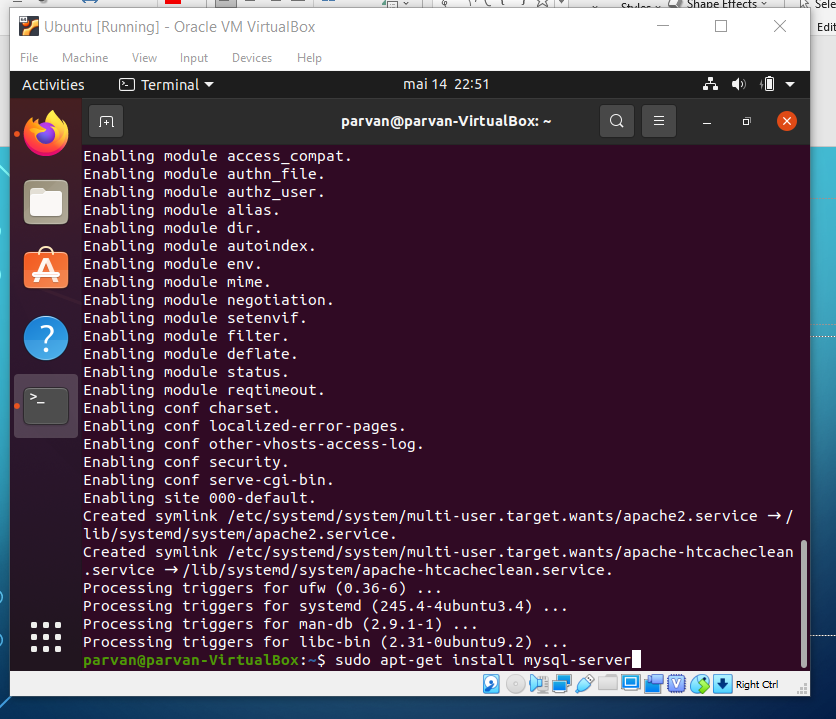 Styles
Shape Effects
Sele
Edit
Ubuntu [Running] - Oracle VM VirtualBox
File Machine View Input Devices Help
Activities Terminal mai 14 22:51
parvan@parvan-VirtualBox: ~
Enabling module access_compat.
Enabling module authn_file.
Enabling module authz_user.
Enabling module alias.
Enabling module dir.
Enabling module autoindex.
Enabling module env.
Enabling module mime.
Enabling module negotiation.
Enabling module setenvif.
Enabling module filter.
Enabling module deflate.
Enabling module status.
Enabling module reqtimeout.
Enabling conf charset.
Enabling conf localized-error-pages.
Enabling conf other-vhosts-access-log.
Enabling conf security.
Enabling conf serve-cgi-bin.
Enabling site 000-default.
Created symlink /etc/systemd/system/multi-user.target.wants/apache2.service → /
lib/systemd/system/apache2.service.
Created symlink /etc/systemd/system/multi-user.target.wants/apache-htcacheclean
.service → /lib/systemd/system/apache-htcacheclean.service.
Processing triggers for ufw (0.36-6) ...
Processing triggers for systemd (245.4-4ubuntu3.4) ...
Processing triggers for man-db (2.9.1-1) ...
Processing triggers for libc-bin (2.31-0ubuntu9.2) ...
parvan@parvan-VirtualBox:~$ sudo apt-get install mysql-server
Right Ctrl